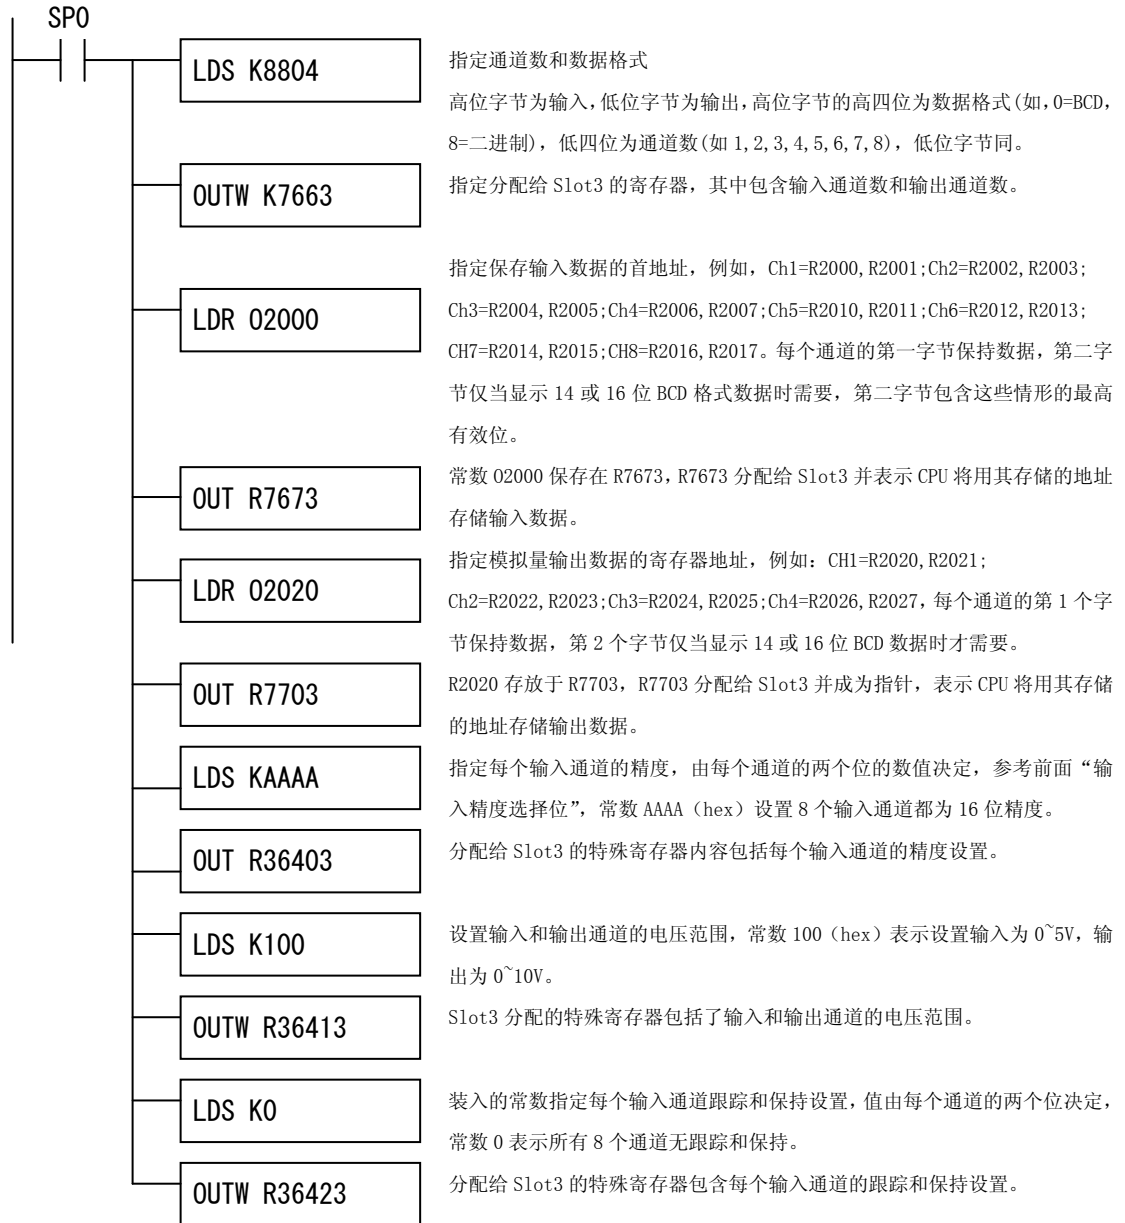 SP0
LDS K8804
指定通道数和数据格式
高位字节为输入，低位字节为输出，高位字节的高四位为数据格式(如，0=BCD，
8=二进制)，低四位为通道数(如 1,2,3,4,5,6,7,8)，低位字节同。
OUTW K7663
指定分配给 Slot3 的寄存器，其中包含输入通道数和输出通道数。
LDR O2000
指定保存输入数据的首地址，例如，Ch1=R2000,R2001;Ch2=R2002,R2003;
Ch3=R2004,R2005;Ch4=R2006,R2007;Ch5=R2010,R2011;Ch6=R2012,R2013;
CH7=R2014,R2015;CH8=R2016,R2017。每个通道的第一字节保持数据，第二字
节仅当显示 14 或 16 位 BCD 格式数据时需要，第二字节包含这些情形的最高
有效位。
OUT R7673
常数 O2000 保存在 R7673，R7673 分配给 Slot3 并表示 CPU 将用其存储的地址
存储输入数据。
LDR O2020
指定模拟量输出数据的寄存器地址，例如：CH1=R2020,R2021;
Ch2=R2022,R2023;Ch3=R2024,R2025;Ch4=R2026,R2027，每个通道的第 1 个字
节保持数据，第 2 个字节仅当显示 14 或 16 位 BCD 数据时才需要。
OUT R7703
R2020 存放于 R7703，R7703 分配给 Slot3 并成为指针，表示 CPU 将用其存储
的地址存储输出数据。
LDS KAAAA
指定每个输入通道的精度，由每个通道的两个位的数值决定，参考前面“输
入精度选择位”，常数 AAAA（hex）设置 8 个输入通道都为 16 位精度。
OUT R36403
分配给 Slot3 的特殊寄存器内容包括每个输入通道的精度设置。
LDS K100
设置输入和输出通道的电压范围，常数 100（hex）表示设置输入为 0~5V，输
出为 0~10V。
OUTW R36413
Slot3 分配的特殊寄存器包括了输入和输出通道的电压范围。
LDS K0
装入的常数指定每个输入通道跟踪和保持设置，值由每个通道的两个位决定，
常数 0 表示所有 8 个通道无跟踪和保持。
OUTW R36423
分配给 Slot3 的特殊寄存器包含每个输入通道的跟踪和保持设置。